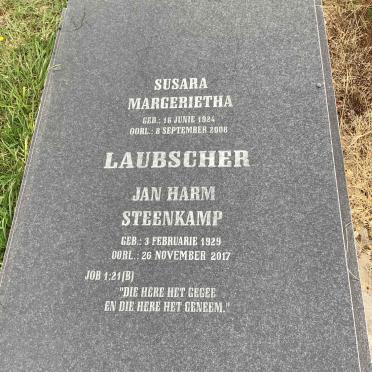 SUSARA
MARGERIETHA
GEB.: 16 JUNIE 1924
OORL.: 8 SEPTEMBER 2008
LAUBSCHER
JAN HARM
STEENKAMP
GEB.: 3 FEBRUARIE 1929
OORL.: 26 NOVEMBER 2017
JOB 1:21(B)
"DIE HERE HET GEGEE
EN DIE HERE HET GENEEM."